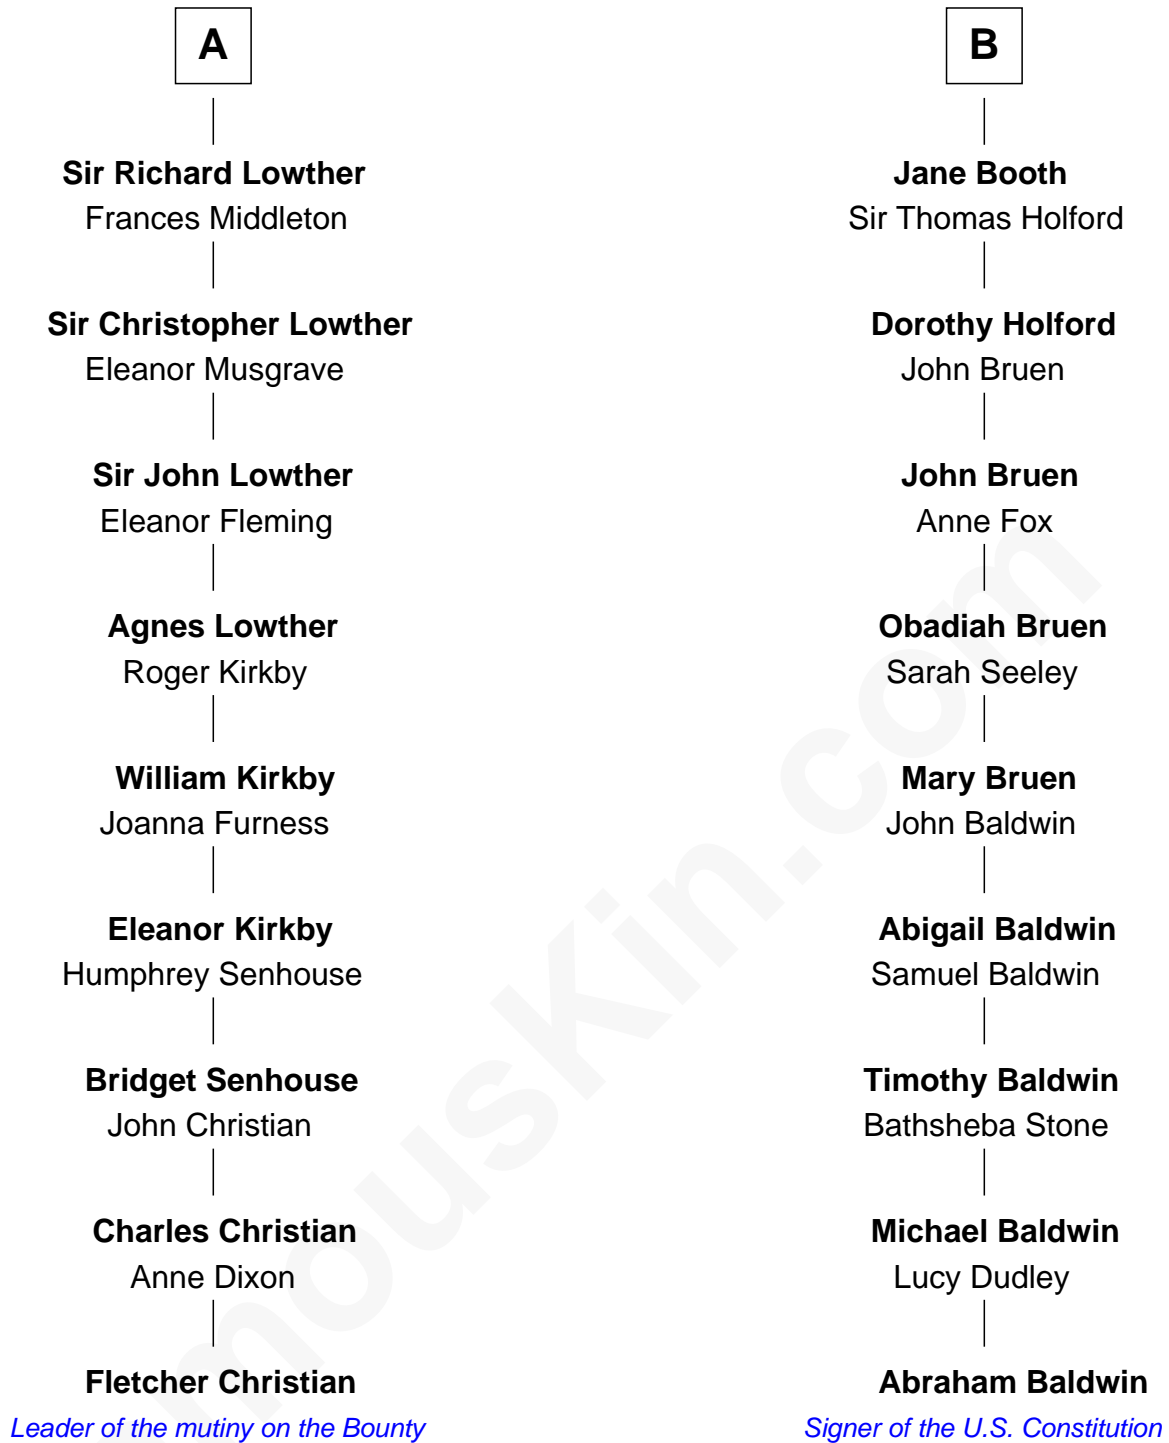 A
Sir Richard Lowther
Frances Middleton
Sir Christopher Lowther
Eleanor Musgrave
Sir John Lowther
Eleanor Fleming
Agnes Lowther
Roger Kirkby
William Kirkby
Joanna Furness
Eleanor Kirkby
Humphrey Senhouse
Bridget Senhouse
John Christian
Charles Christian
Anne Dixon
Fletcher Christian
Leader of the mutiny on the Bounty
B
Jane Booth
Sir Thomas Holford
Dorothy Holford
John Bruen
John Bruen
Anne Fox
Obadiah Bruen
Sarah Seeley
Mary Bruen
John Baldwin
Abigail Baldwin
Samuel Baldwin
Timothy Baldwin
Bathsheba Stone
Michael Baldwin
Lucy Dudley
Abraham Baldwin
Signer of the U.S. Constitution
mousKin.com